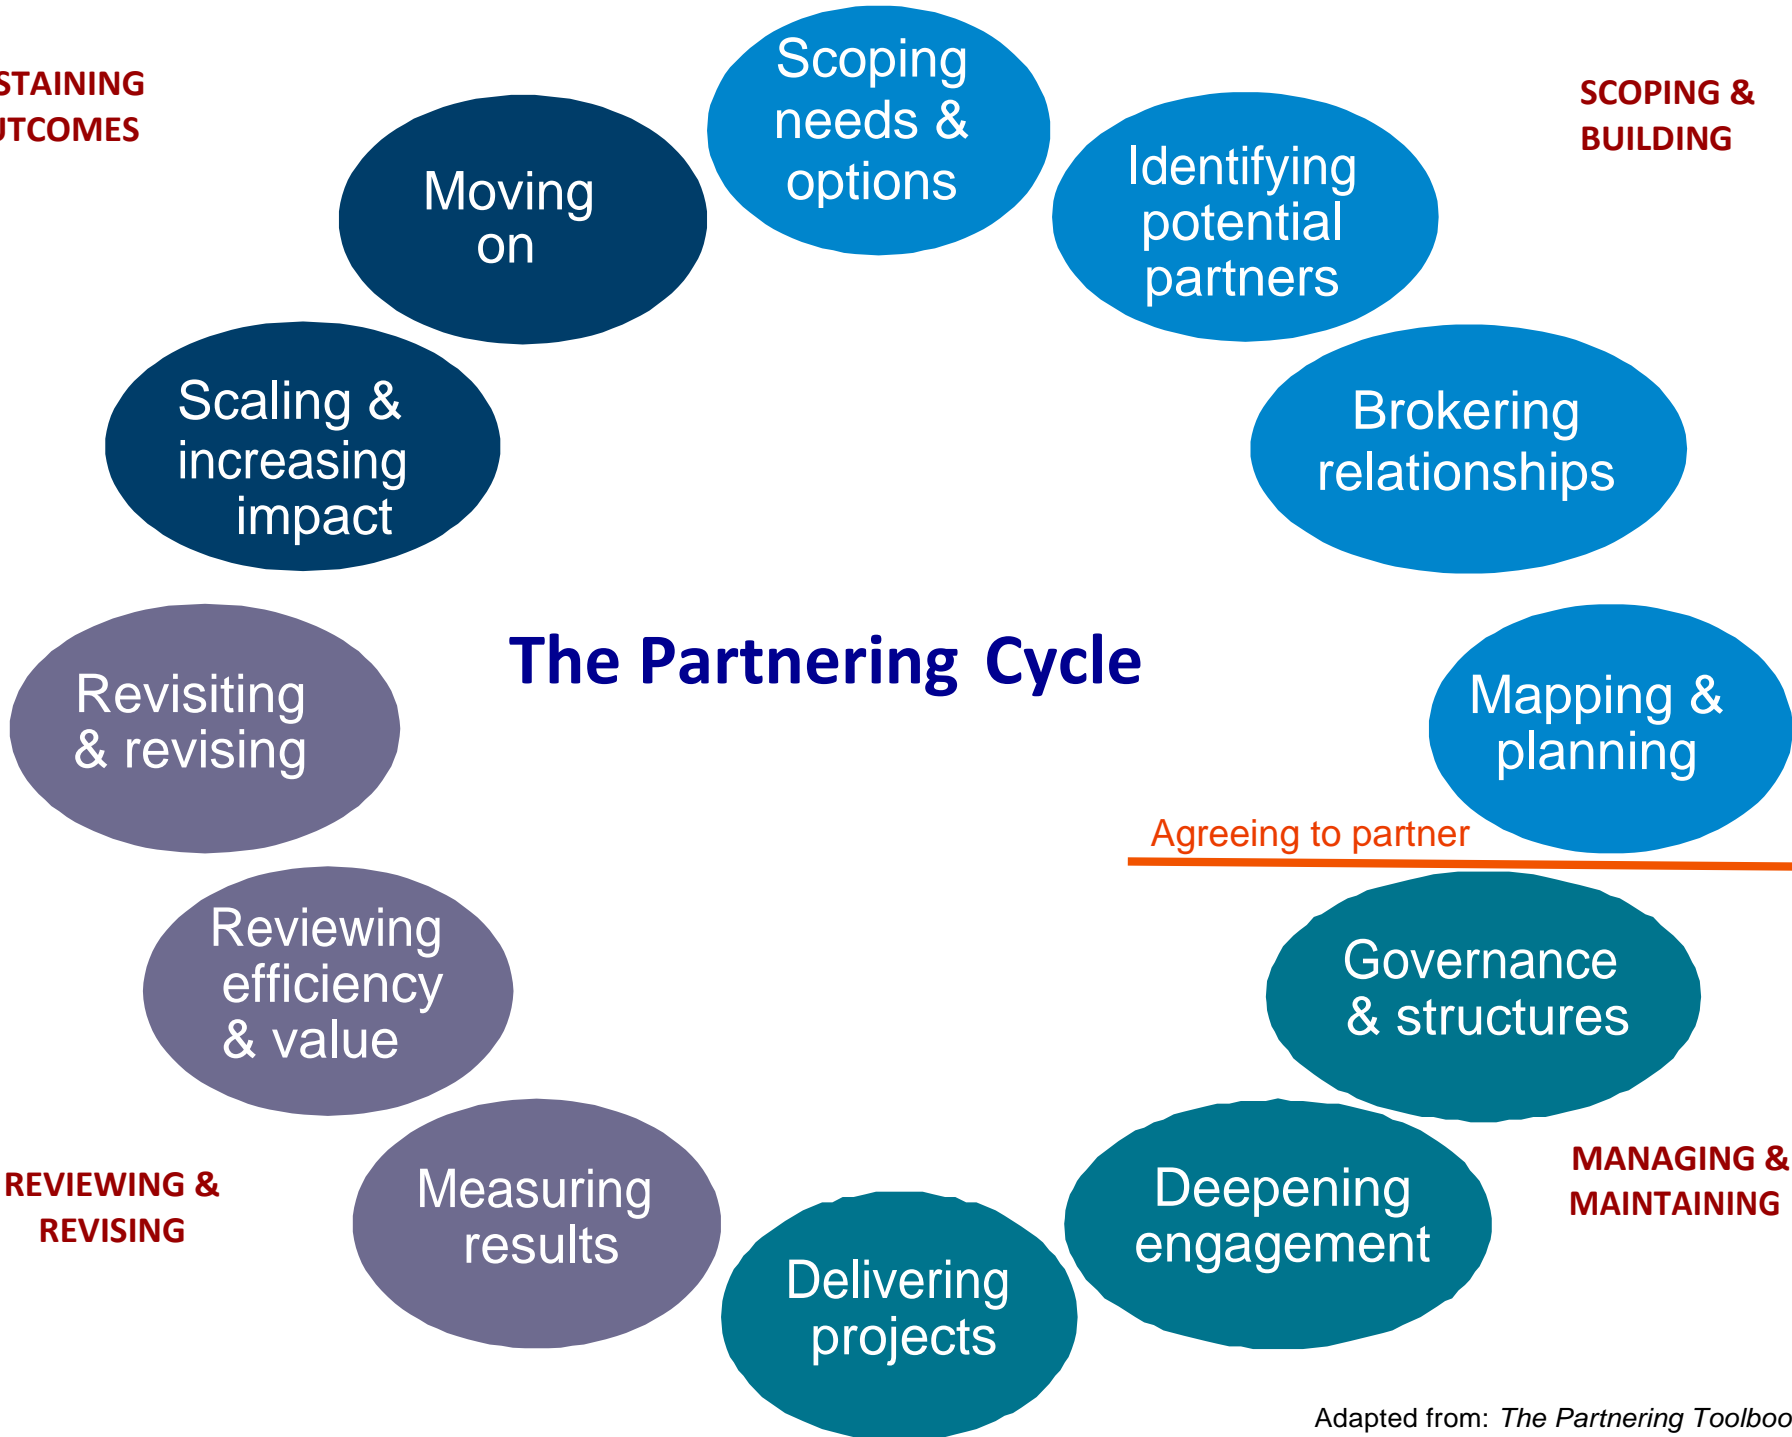 STAINING
UTCOMES
SCOPING &
BUILDING
Scoping
needs &
options
Identifying
potential
partners
Moving
on
Brokering
relationships
Scaling &
increasing
impact
The Partnering Cycle
Revisiting
& revising
Mapping &
planning
Agreeing to partner
Reviewing
efficiency
& value
Governance
& structures
REVIEWING &
REVISING
Measuring
results
Deepening
engagement
MANAGING &
MAINTAINING
Delivering
projects
Adapted from: The Partnering Toolboo